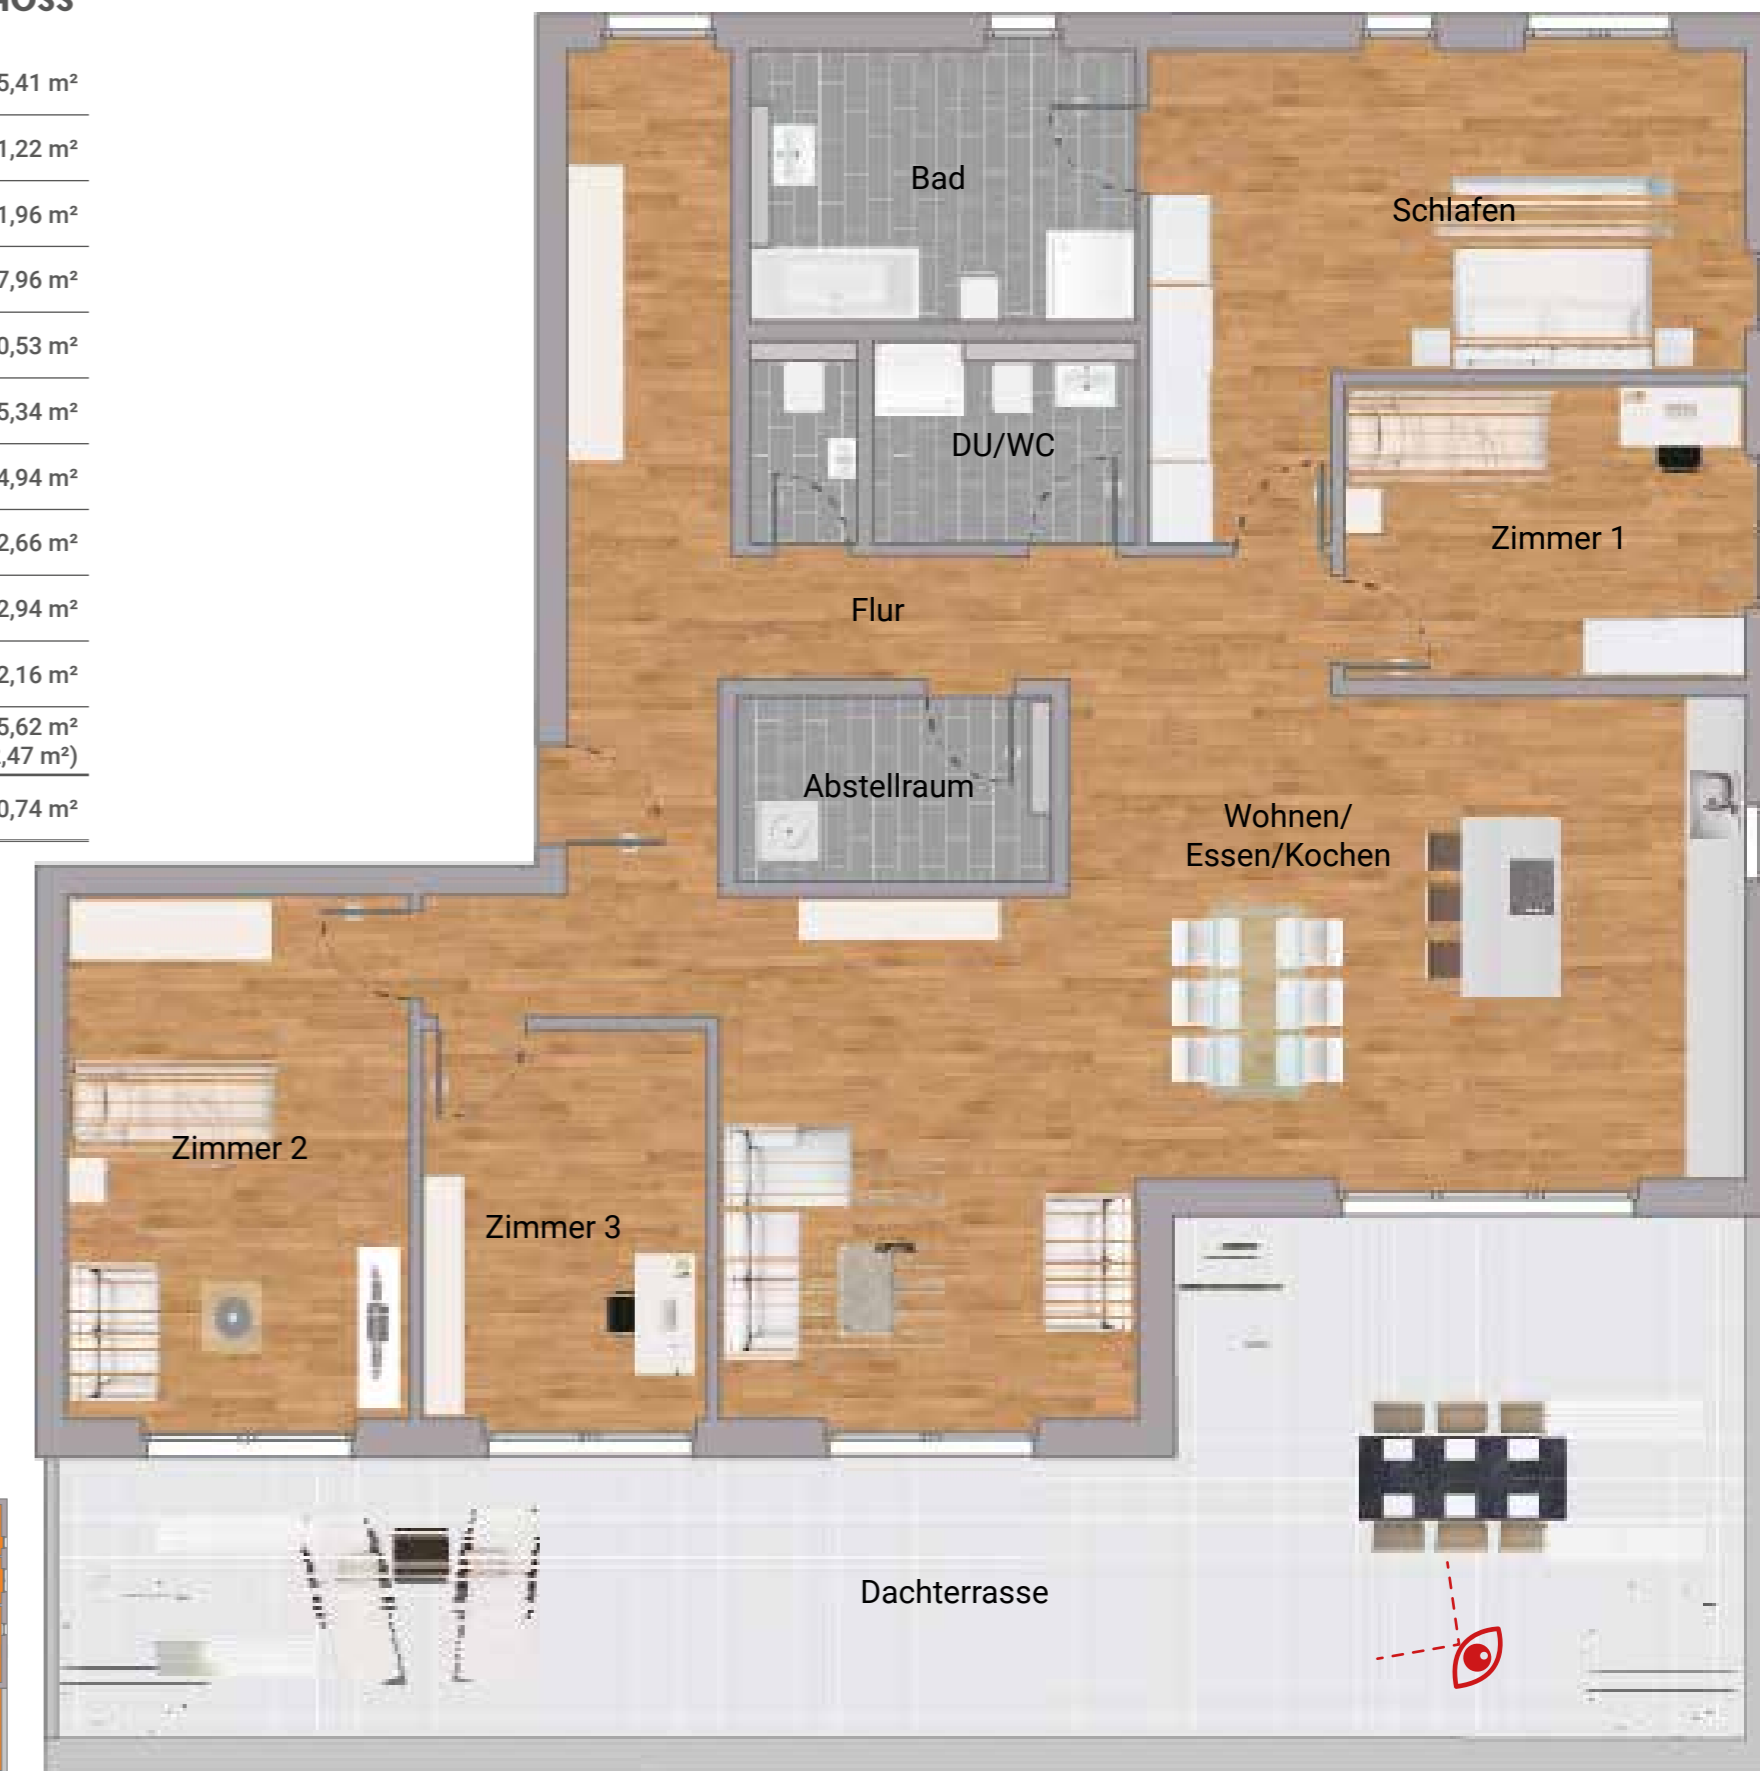 5,41 m²
1,22 m²
1,96 m²
7,96 m²
0,53 m²
5,34 m²
4,94 m²
2,66 m²
2,94 m²
2,16 m²
5,62 m²
,47 m²)
0,74 m²
Bad
Schlafen
DU/WC
Zimmer 1
Flur
Abstellraum
Wohnen/
Essen/Kochen
Zimmer 2
Zimmer 3
Dachterrasse